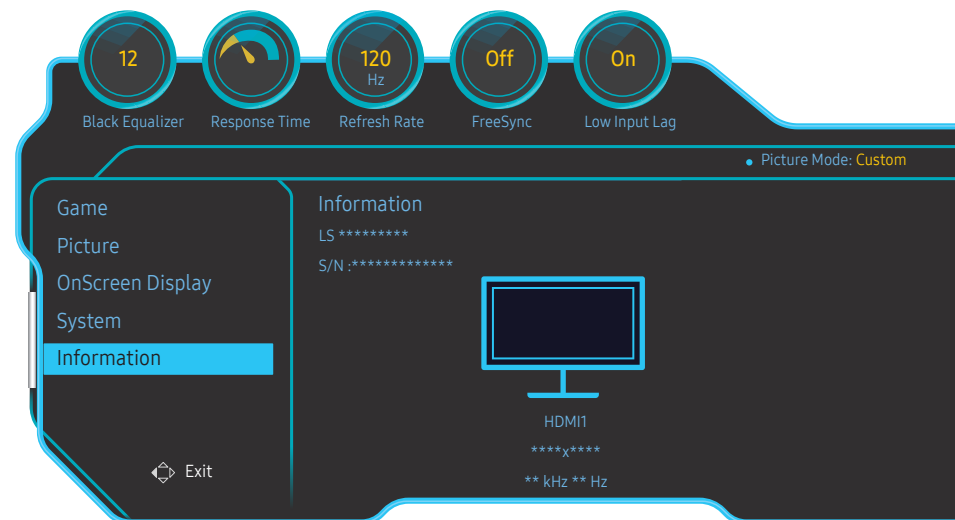 12
120
Hz
Off
On
Black Equalizer
Response Time
Refresh Rate
FreeSync
Low Input Lag
Picture Mode: Custom
Game
Picture
OnScreen Display
System
Information
Exit
Information
LS *********
S/N :*************
HDMI1
****x****
** kHz ** Hz